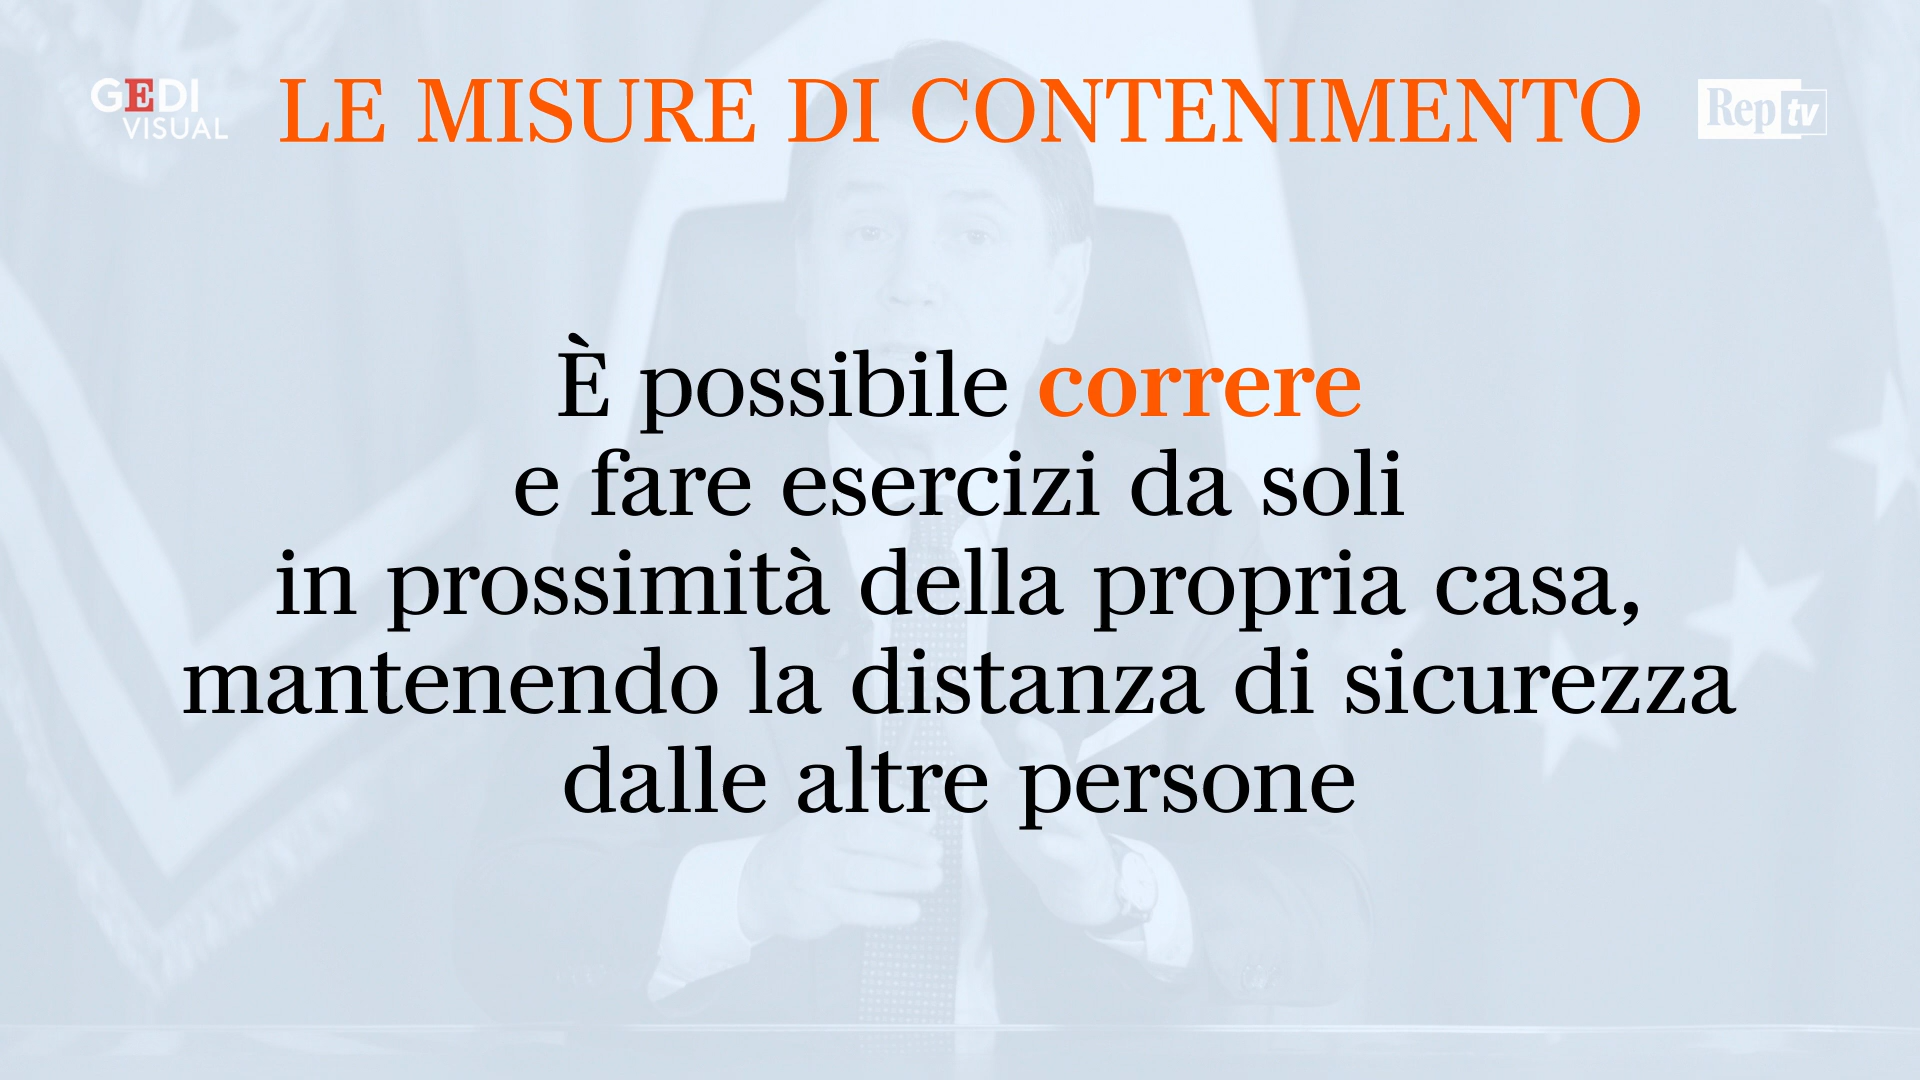 GEDI
VISUAL
LE MISURE DI CONTENIMENTO
Rep tv
È possibile correre
e fare esercizi da soli
in prossimità della propria casa,
mantenendo la distanza di sicurezza
dalle altre persone